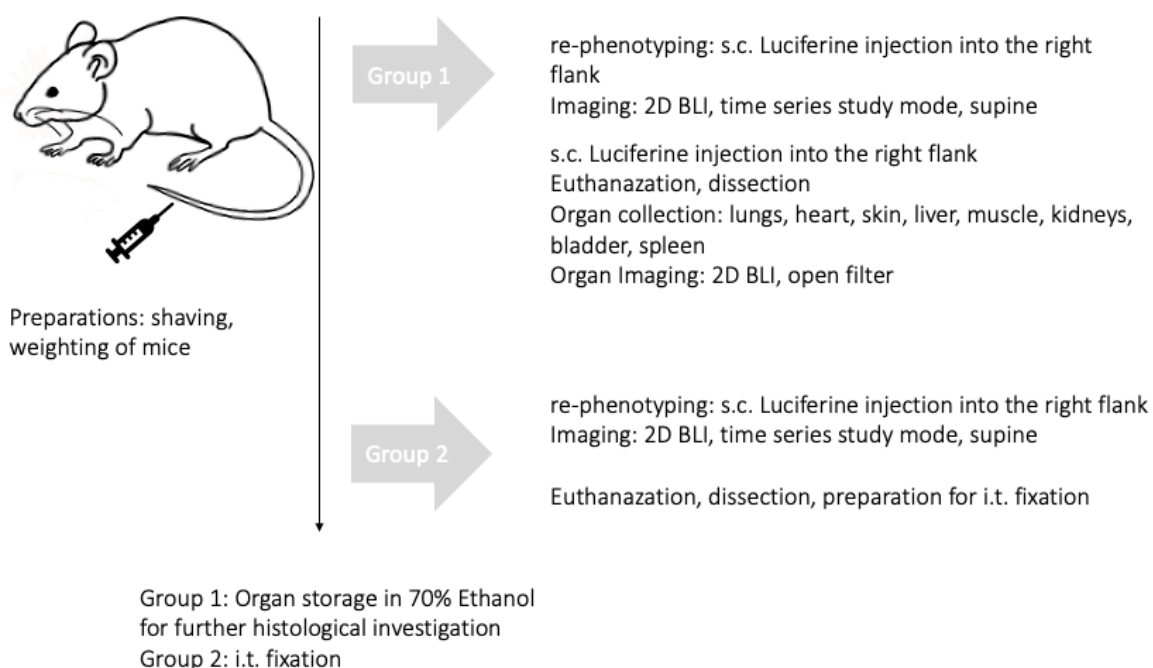 Group 1
re-phenotyping: s.c. Luciferine injection into the right
flank
Imaging: 2D BLI, time series study mode, supine
s.c. Luciferine injection into the right flank
Euthanazation, dissection
Organ collection: lungs, heart, skin, liver, muscle, kidneys,
bladder, spleen
Organ Imaging: 2D BLI, open filter
Preparations: shaving,
weighting of mice
Group 2
re-phenotyping: s.c. Luciferine injection into the right flank
Imaging: 2D BLI, time series study mode, supine
Euthanazation, dissection, preparation for i.t. fixation
Group 1: Organ storage in 70% Ethanol
for further histological investigation
Group 2: i.t. fixation